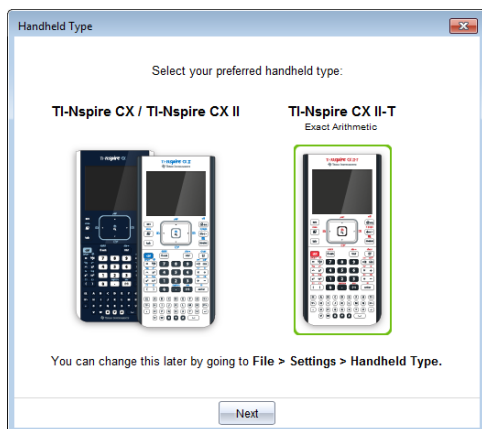 Handheld Type
Select your preferred handheld type:
TI-Nspire CX / TI-Nspire CX II
TI-Nspire CX II-T
Exact Arithmetic
You can change this later by going to File > Settings > Handheld Type.
Next